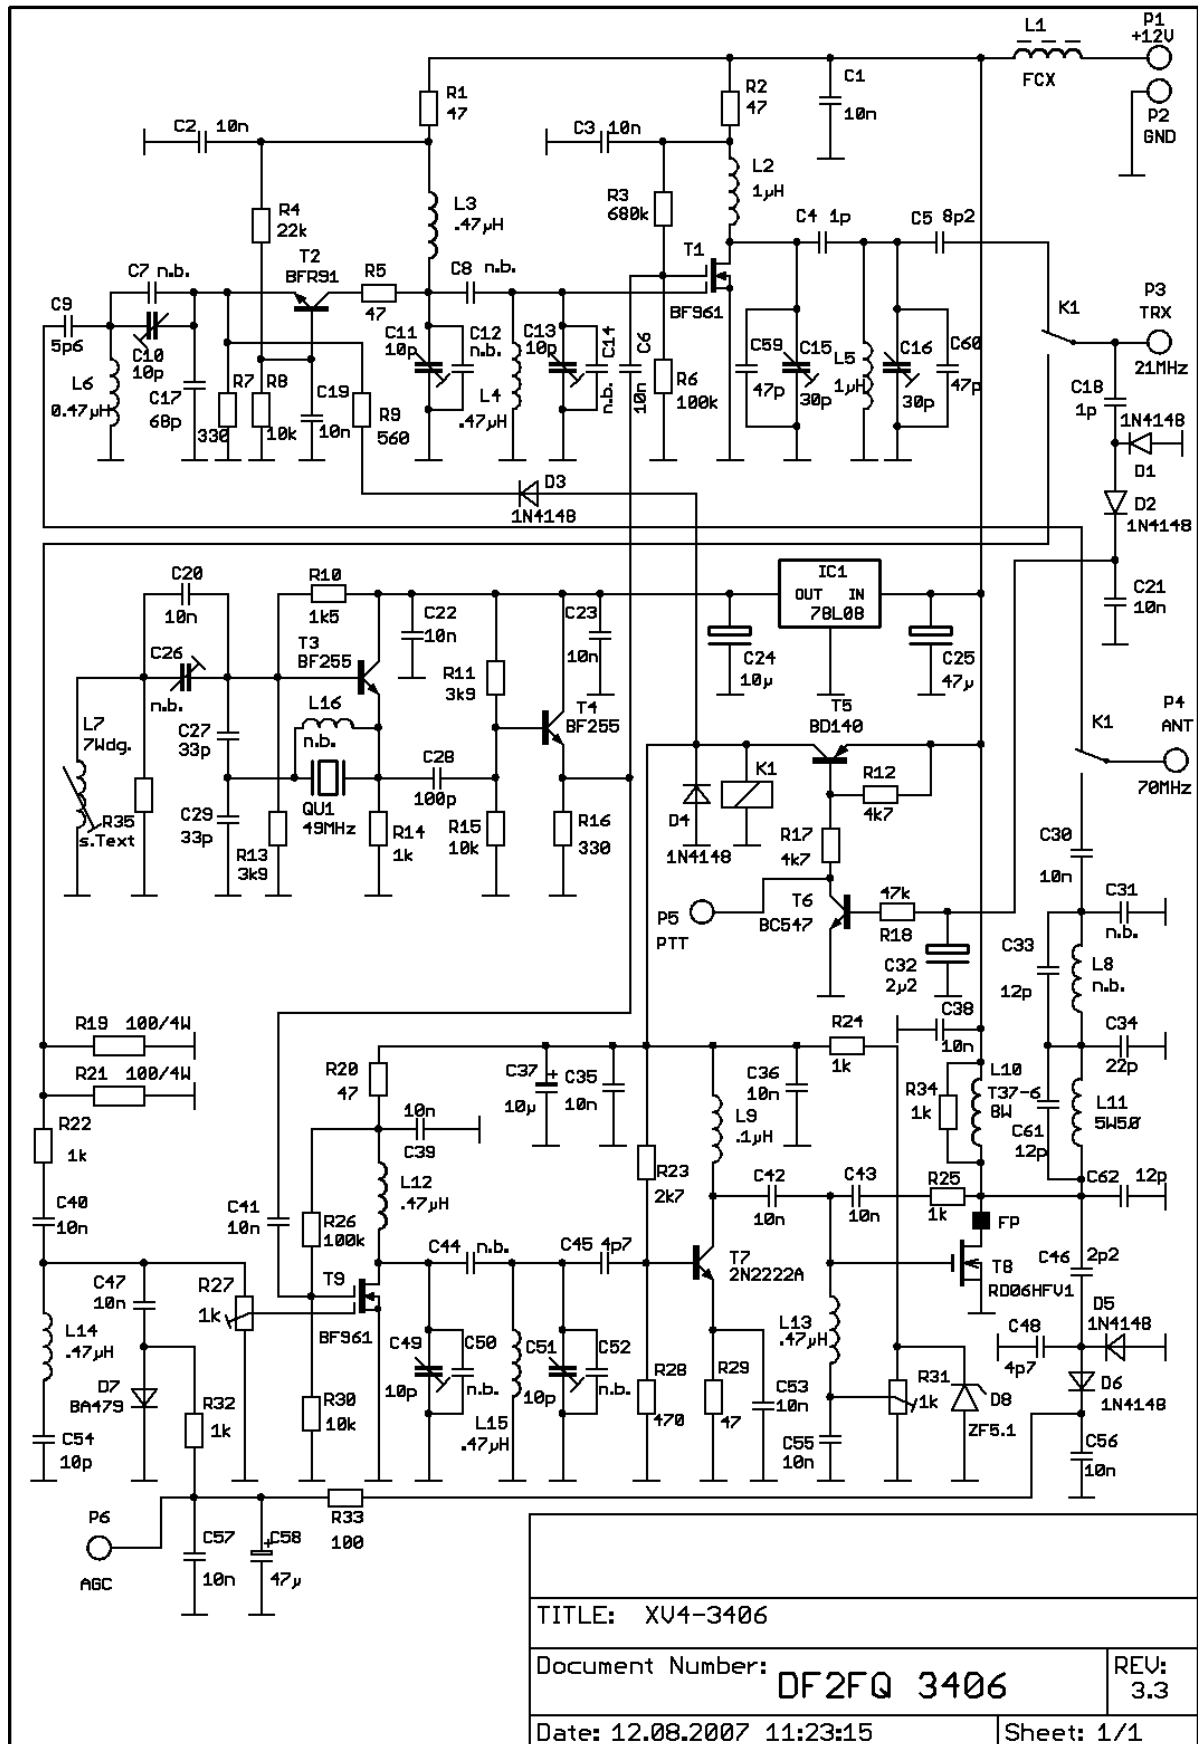 P1
+12V
L1
FCX
P2
GND
R1
47
R2
47
C1
10n
C2 10n
C3 10n
L2
1µH
R4
22k
L3
.47µH
R3
680k
C4 1p
C5 8p2
T2
BFR91
T1
BF961
C7 n.b.
R5
47
C8 n.b.
C9
5p6
C10
10p
L6
0.47µH
C17
68p
R7
330
R8
10k
C19
10n
R9
560
C11
10p
C12
n.b.
L4
.47µH
C13
10p
C14
n.b.
C6
10n
R6
100k
C59
47p
C15
30p
L5
1µH
C16
30p
C60
47p
K1
P3
TRX
21MHz
C18
1p
1N4148
D1
D2
1N4148
D3
1N4148
C20
10n
R10
1k5
C22
10n
C23
10n
IC1
OUT IN
78L08
C21
10n
C26
n.b.
T3
BF255
R11
3k9
C24
10µ
C25
47µ
L7
7Wdg.
L16
n.b.
T4
BF255
T5
BD140
K1
P4
ANT
70MHz
C27
33p
C28
100p
K1
R12
4k7
R35
s.Text
C29
33p
QU1
49MHz
R13
3k9
R14
1k
R15
10k
R16
330
D4
1N4148
R17
4k7
C30
10n
P5
PTT
T6
BC547
47k
R18
C31
n.b.
C33
12p
L8
n.b.
C32
2µ2
C38
10n
R19 100/4W
R21 100/4W
R20
47
C37
10µ
C35
10n
R24
1k
C34
22p
C36
10n
L10
T37-6
8W
R34
1k
L11
5W5Ø
C61
12p
R22
1k
10n
C39
L9
.1µH
R23
2k7
L12
.47µH
C42
10n
C43
10n
R25
1k
C62 12p
C40
10n
C41
10n
R26
100k
FP
C44 n.b.
C45 4p7
T7
2N2222A
T8
RD06HFV1
C46
2p2
C47
10n
R27
1k
T9
BF961
L14
.47µH
L13
.47µH
D5
1N4148
C48
4p7
C49
10p
C50
n.b.
C51
10p
C52
n.b.
D7
BA479
R32
1k
R30
10k
L15
.47µH
R28
470
R29
47
C53
10n
R31
1k
D8
ZF5.1
D6
1N4148
C54
10p
C55
10n
C56
10n
P6
AGC
C57
10n
C58
47µ
R33
100
TITLE: XV4-3406
Document Number:
DF2FQ 3406
REV:
3.3
Date: 12.08.2007 11:23:15
Sheet: 1/1